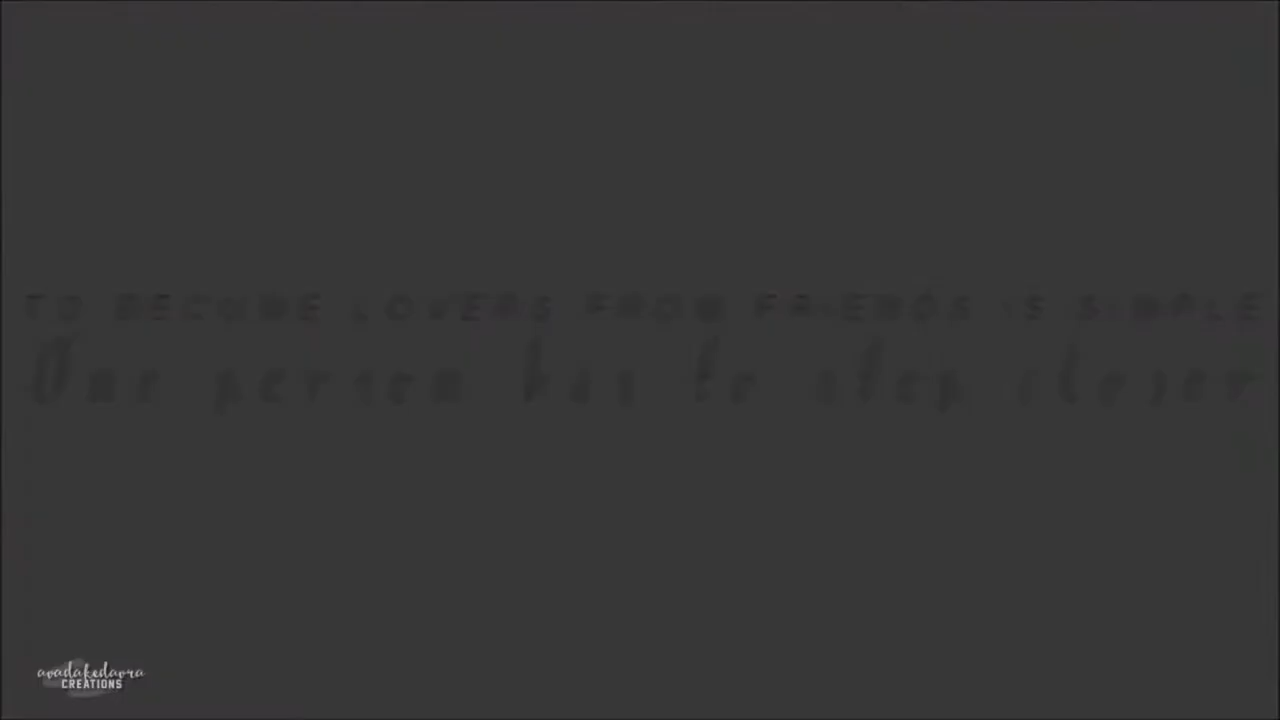 TO BECOME LOVERS FROM FRIENDS IS SIMPLE
One person has to step closer
avadakedavra
CREATIONS